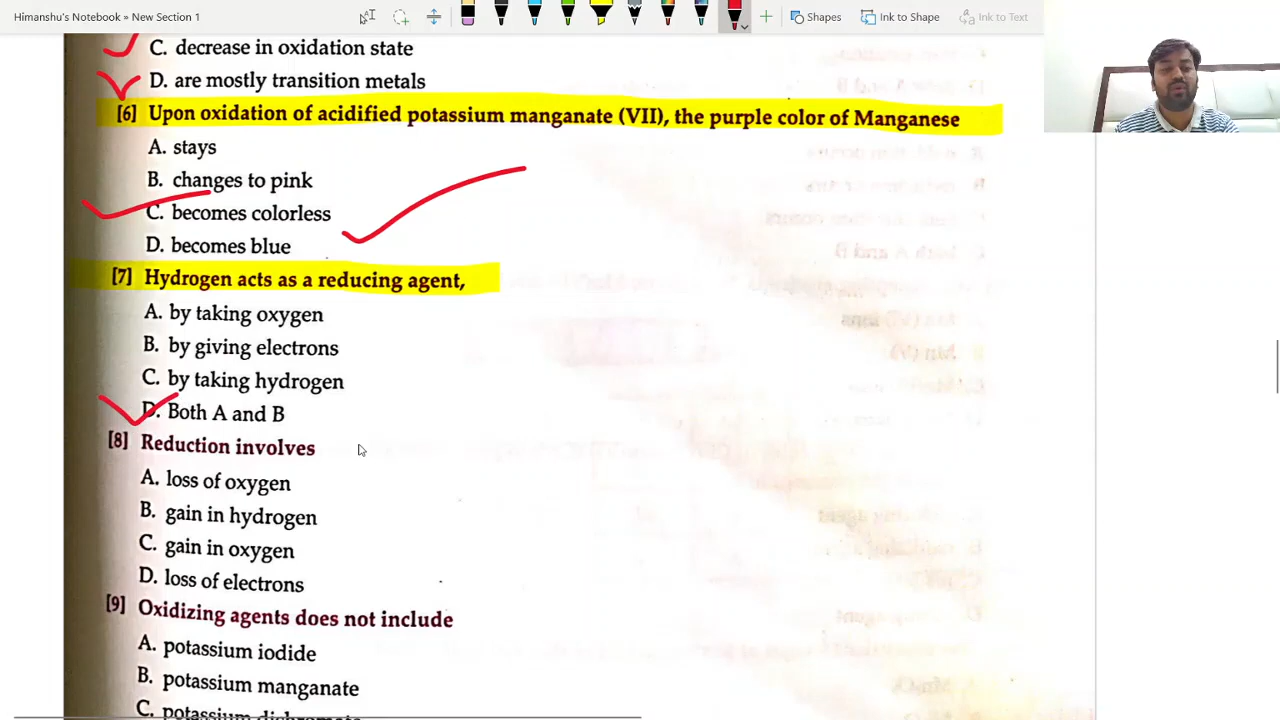 Himanshu's Notebook » New Section 1
Shapes
Ink to Shape
Ink to Text
C. decrease in oxidation state
D. are mostly transition metals
[6] Upon oxidation of acidified potassium manganate (VII), the purple color of Manganese
A. stays
B. changes to pink
C. becomes colorless
D. becomes blue
[7] Hydrogen acts as a reducing agent,
A. by taking oxygen
B. by giving electrons
C. by taking hydrogen
D. Both A and B
[8] Reduction involves
A. loss of oxygen
B. gain in hydrogen
C. gain in oxygen
D. loss of electrons
[9] Oxidizing agents does not include
A. potassium iodide
B. potassium manganate
C. potassium dichromate